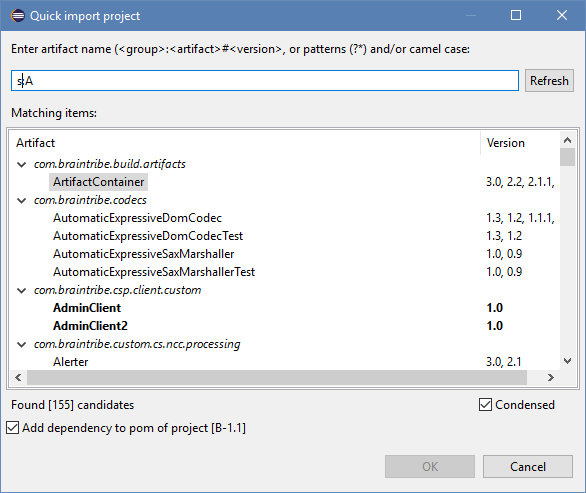 Quick import project
Enter artifact name (<group>:<artifact>#<version>, or patterns (?*) and/or camel case:
s:A
Refresh
Matching items:
Artifact Version
com.braintribe.build.artifacts
ArtifactContainer 3.0, 2.2, 2.1.1,
com.braintribe.codecs
AutomaticExpressiveDomCodec 1.3, 1.2, 1.1.1,
AutomaticExpressiveDomCodecTest 1.3, 1.2
AutomaticExpressiveSaxMarshaller 1.0, 0.9
AutomaticExpressiveSaxMarshallerTest 1.0, 0.9
com.braintribe.csp.client.custom
AdminClient 1.0
AdminClient2 1.0
com.braintribe.custom.cs.ncc.processing
Alerter 3.0, 2.1
Found [155] candidates
Condensed
Add dependency to pom of project [B-1.1]
OK
Cancel